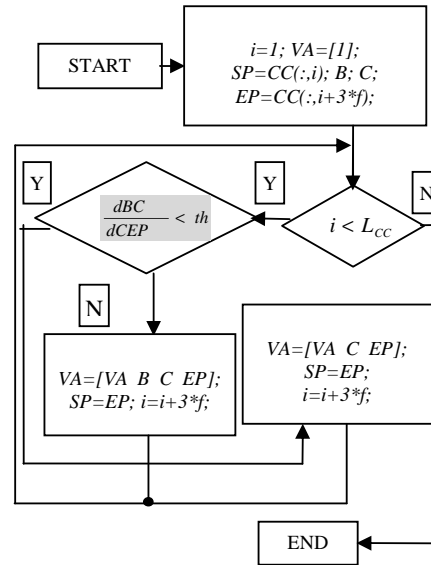 START
i=1; VA=[1];
SP=CC(:,i); B; C;
EP=CC(:,i+3*f);
Y
Y
N
dBC
dCEP
< th
i < LCC
N
VA=[VA B C EP];
SP=EP; i=i+3*f;
VA=[VA C EP];
SP=EP;
i=i+3*f;
END